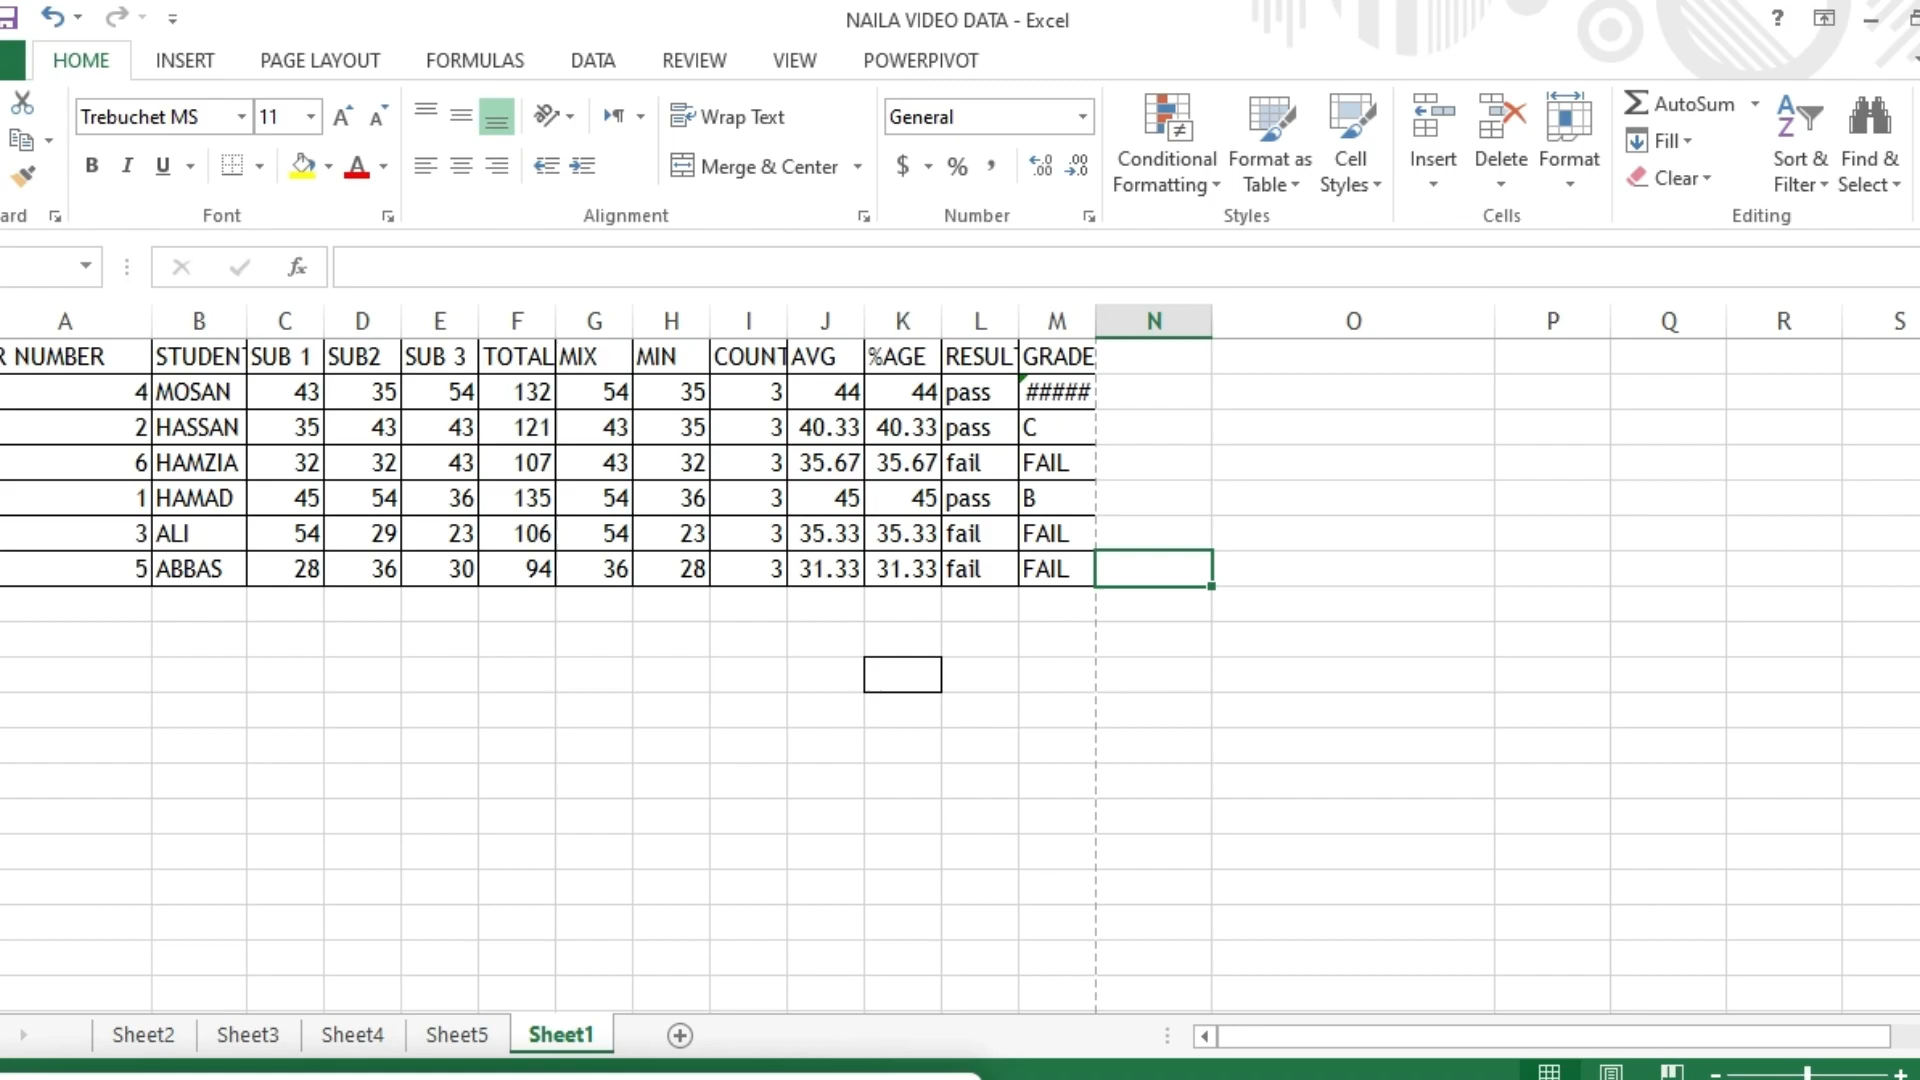 NAILA VIDEO DATA - Excel
?
HOME INSERT PAGE LAYOUT FORMULAS DATA REVIEW VIEW POWERPIVOT
Trebuchet MS 11 A A Wrap Text General AutoSum
B I U A Merge & Center $ % , Fill
Conditional Formatting Format as Table Cell Styles Insert Delete Format Clear Sort & Filter Find & Select
ard Font Alignment Number Styles Cells Editing
fx
A B C D E F G H I J K L M N O P Q R S
R NUMBER STUDENT SUB 1 SUB2 SUB 3 TOTAL MIX MIN COUNT AVG %AGE RESULT GRADE
4 MOSAN 43 35 54 132 54 35 3 44 44 pass #####
2 HASSAN 35 43 43 121 43 35 3 40.33 40.33 pass C
6 HAMZIA 32 32 43 107 43 32 3 35.67 35.67 fail FAIL
1 HAMAD 45 54 36 135 54 36 3 45 45 pass B
3 ALI 54 29 23 106 54 23 3 35.33 35.33 fail FAIL
5 ABBAS 28 36 30 94 36 28 3 31.33 31.33 fail FAIL
Sheet2 Sheet3 Sheet4 Sheet5 Sheet1